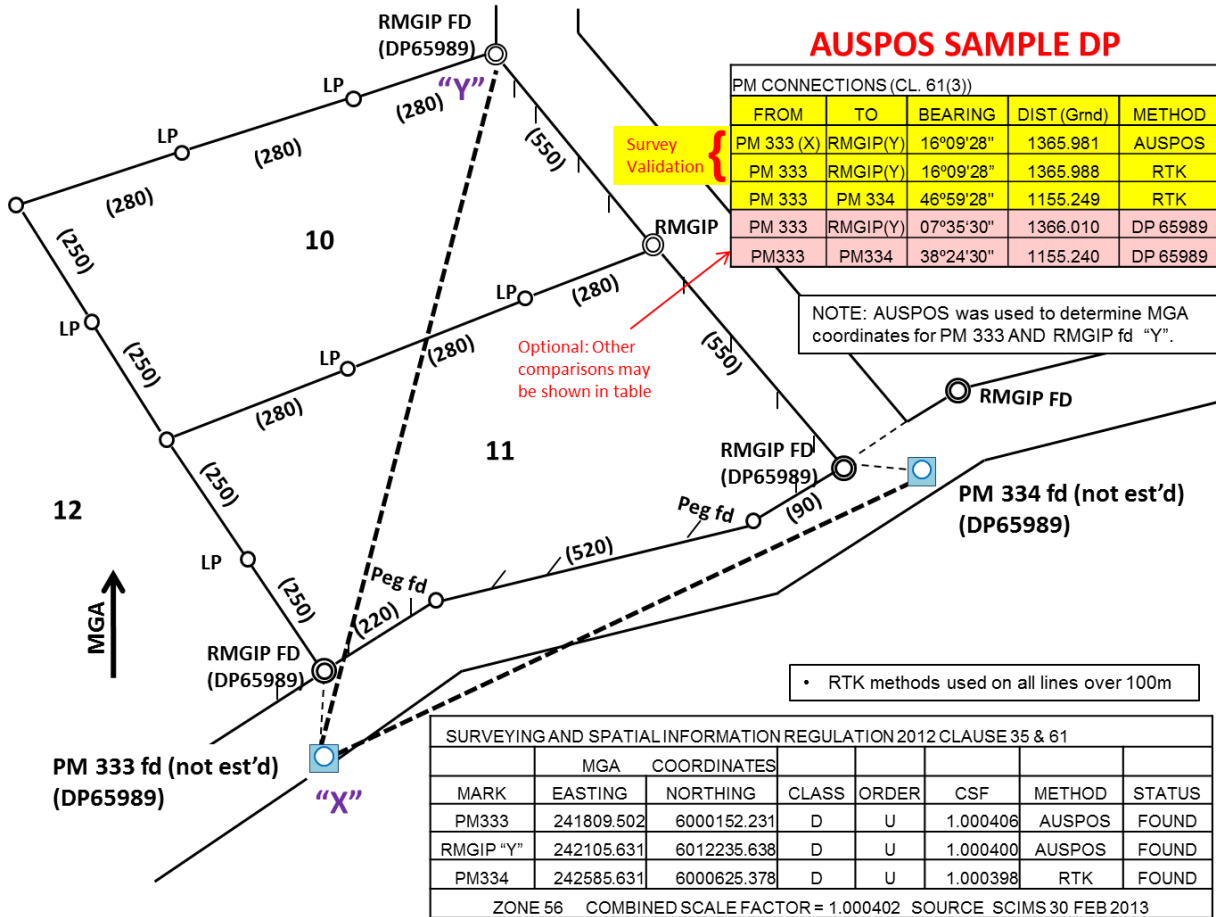 AUSPOS SAMPLE DP
RMGIP FD
(DP65989)
"Y"
LP
(280)
LP
(280)
(280)
(550)
PM CONNECTIONS (CL. 61(3))
FROM TO BEARING DIST (Grnd) METHOD
PM 333 (X) RMGIP(Y) 16º09'28" 1365.981 AUSPOS
PM 333 RMGIP(Y) 16º09'28" 1365.988 RTK
PM 333 PM 334 46º59'28" 1155.249 RTK
PM 333 RMGIP(Y) 07º35'30" 1366.010 DP 65989
PM333 PM334 38º24'30" 1155.240 DP 65989
Survey
Validation
{
10
RMGIP
(250)
LP
(250)
LP
(280)
LP
(280)
(280)
(550)
NOTE: AUSPOS was used to determine MGA
coordinates for PM 333 AND RMGIP fd "Y".
Optional: Other
comparisons may
be shown in table
RMGIP FD
11
RMGIP FD
(DP65989)
12
(250)
LP
(250)
Peg fd
(90)
PM 334 fd (not est'd)
(DP65989)
(520)
Peg fd
(220)
MGA
RMGIP FD
(DP65989)
• RTK methods used on all lines over 100m
PM 333 fd (not est'd)
(DP65989)
"X"
SURVEYING AND SPATIAL INFORMATION REGULATION 2012 CLAUSE 35 & 61
MGA COORDINATES
MARK EASTING NORTHING CLASS ORDER CSF METHOD STATUS
PM333 241809.502 6000152.231 D U 1.000406 AUSPOS FOUND
RMGIP "Y" 242105.631 6012235.638 D U 1.000400 AUSPOS FOUND
PM334 242585.631 6000625.378 D U 1.000398 RTK FOUND
ZONE 56 COMBINED SCALE FACTOR = 1.000402 SOURCE SCIMS 30 FEB 2013